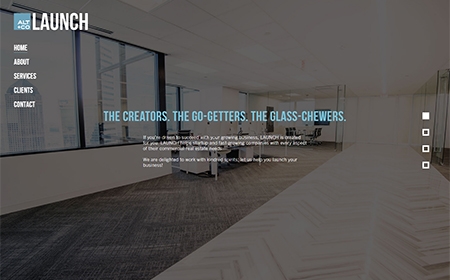 ALT +CO LAUNCH
HOME
ABOUT
SERVICES
CLIENTS
CONTACT
THE CREATORS. THE GO-GETTERS. THE GLASS-CHEWERS.
If you're driven to succeed with your growing business, LAUNCH is created
for you. LAUNCH helps startup and fast-growing companies with every aspect
of their commercial real estate needs.
We are delighted to work with kindred spirits; let us help you launch your
business!